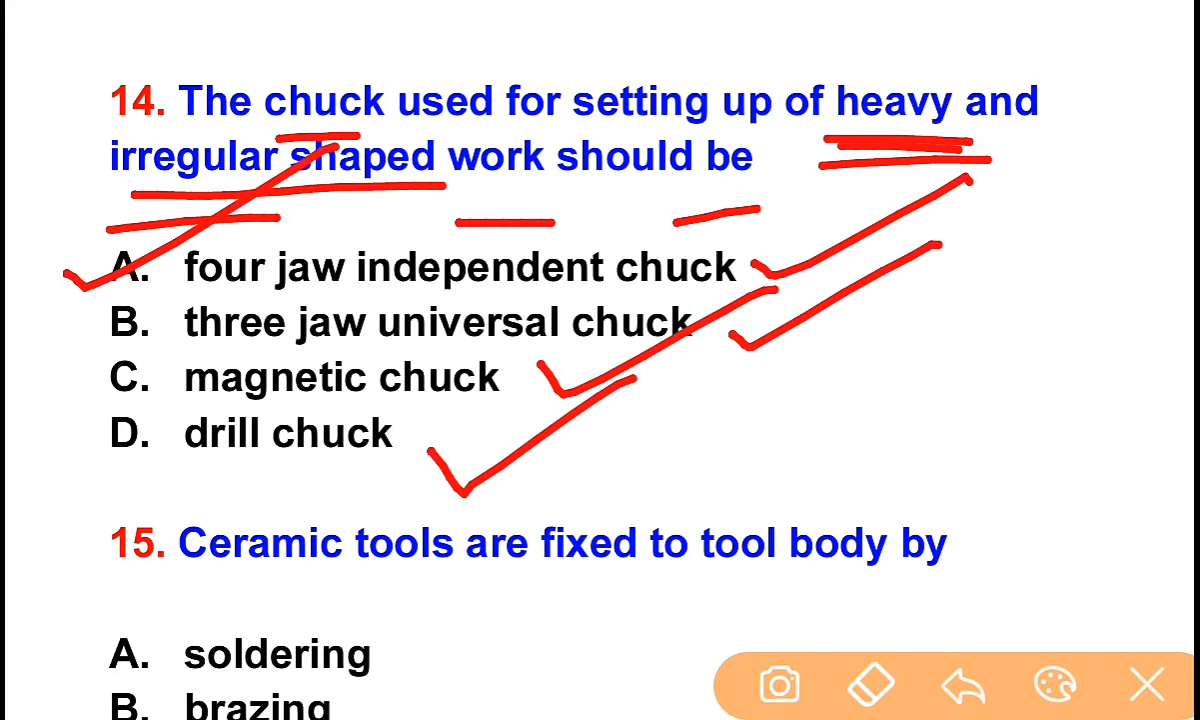 14. The chuck used for setting up of heavy and
irregular shaped work should be
A. four jaw independent chuck
B. three jaw universal chuck
C. magnetic chuck
D. drill chuck
15. Ceramic tools are fixed to tool body by
A. soldering
B. brazing